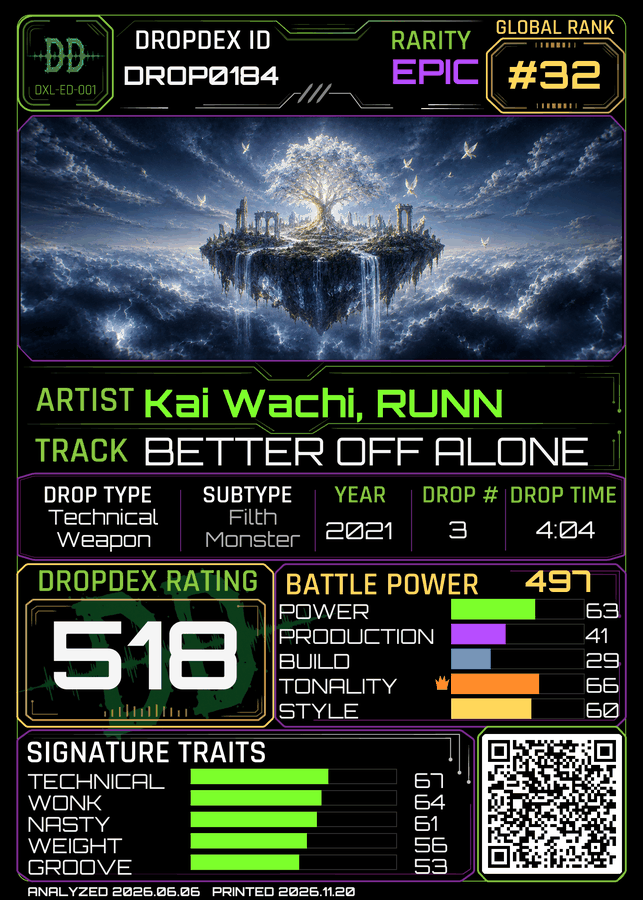 DD
DXL-ED-001
DROPDEX ID
DROP0184
RARITY
EPIC
GLOBAL RANK
#32
ARTIST Kai Wachi, RUNN
TRACK BETTER OFF ALONE
DROP TYPE
Technical
Weapon
SUBTYPE
Filth
Monster
YEAR
2021
DROP #
3
DROP TIME
4:04
DROPDEX RATING
518
BATTLE POWER 497
POWER 63
PRODUCTION 41
BUILD 29
TONALITY 66
STYLE 60
SIGNATURE TRAITS
TECHNICAL 67
WONK 64
NASTY 61
WEIGHT 56
GROOVE 53
ANALYZED 2026.06.06 PRINTED 2026.11.20